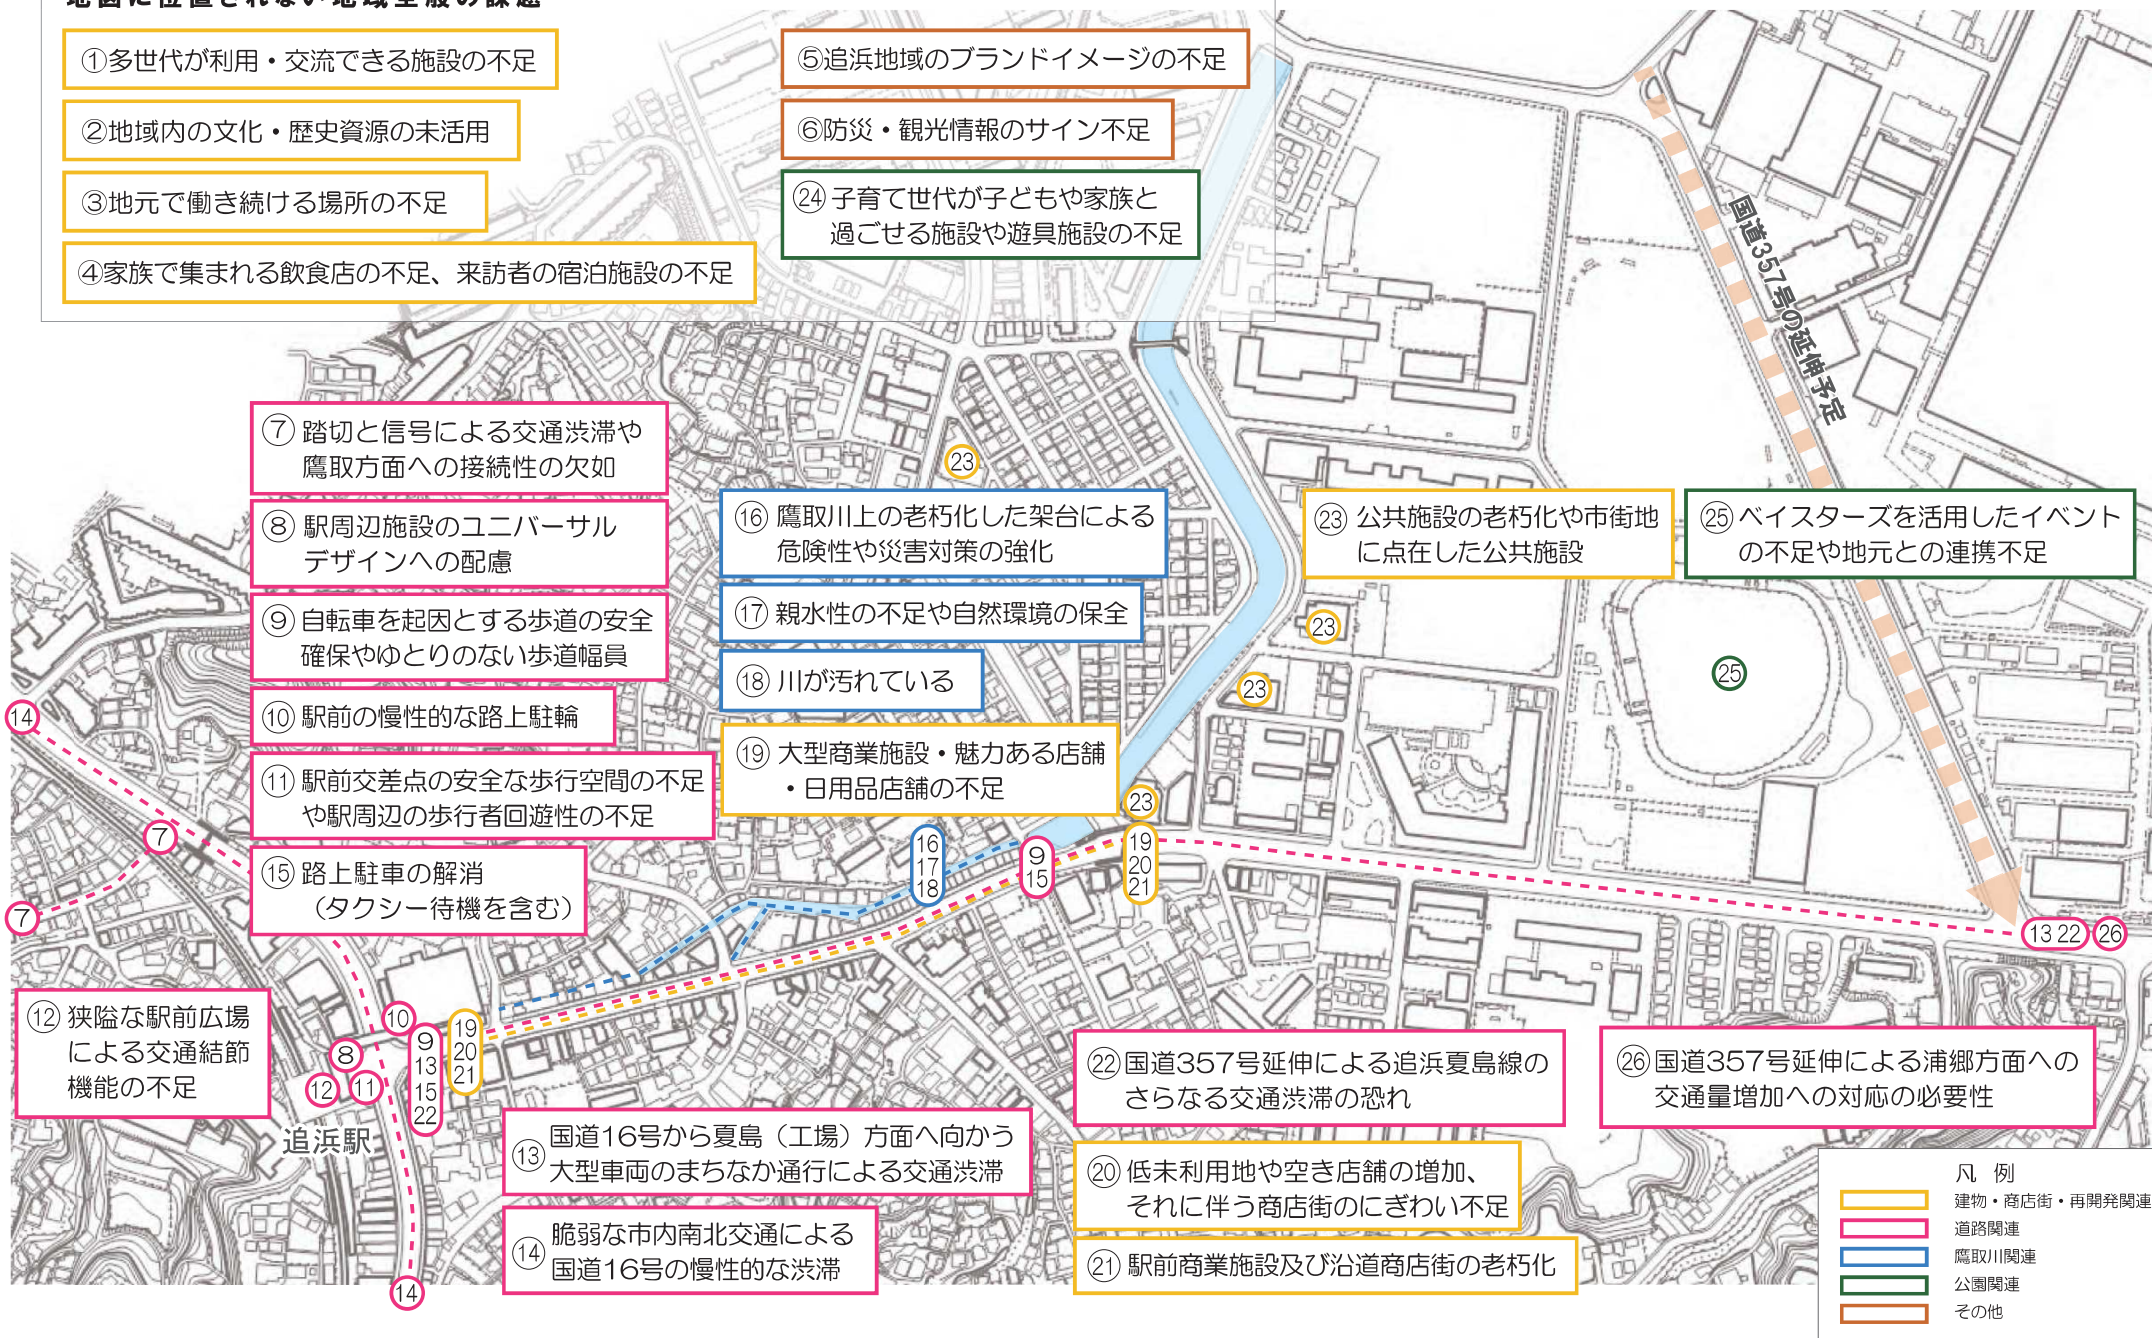 地図に位置されない地域全般の課題
①多世代が利用・交流できる施設の不足
②地域内の文化・歴史資源の未活用
③地元で働き続ける場所の不足
④家族で集まれる飲食店の不足、来訪者の宿泊施設の不足
⑤追浜地域のブランドイメージの不足
⑥防災・観光情報のサイン不足
㉔子育て世代が子どもや家族と
過ごせる施設や遊具施設の不足
国道357号の延伸予定
⑦踏切と信号による交通渋滞や
鷹取方面への接続性の欠如
⑧駅周辺施設のユニバーサル
デザインへの配慮
⑨自転車を起因とする歩道の安全
確保やゆとりのない歩道幅員
⑩駅前の慢性的な路上駐輪
⑪駅前交差点の安全な歩行空間の不足
や駅周辺の歩行者回遊性の不足
⑮路上駐車の解消
（タクシー待機を含む）
㉓
⑯鷹取川上の老朽化した架台による
危険性や災害対策の強化
⑰親水性の不足や自然環境の保全
⑱川が汚れている
⑲大型商業施設・魅力ある店舗
・日用品店舗の不足
㉓公共施設の老朽化や市街地
に点在した公共施設
㉕ベイスターズを活用したイベント
の不足や地元との連携不足
㉓
㉓
㉕
⑭
⑦
⑦
㉓
16
17
18
9
15
19
20
21
13 22
㉖
⑫狭隘な駅前広場
による交通結節
機能の不足
⑩
⑧
⑫
⑪
9
13
15
22
19
20
21
追浜駅
⑭
⑬国道16号から夏島（工場）方面へ向かう
大型車両のまちなか通行による交通渋滞
⑭脆弱な市内南北交通による
国道16号の慢性的な渋滞
㉒国道357号延伸による追浜夏島線の
さらなる交通渋滞の恐れ
⑳低未利用地や空き店舗の増加、
それに伴う商店街のにぎわい不足
㉑駅前商業施設及び沿道商店街の老朽化
㉖国道357号延伸による浦郷方面への
交通量増加への対応の必要性
凡 例
建物・商店街・再開発関連
道路関連
鷹取川関連
公園関連
その他